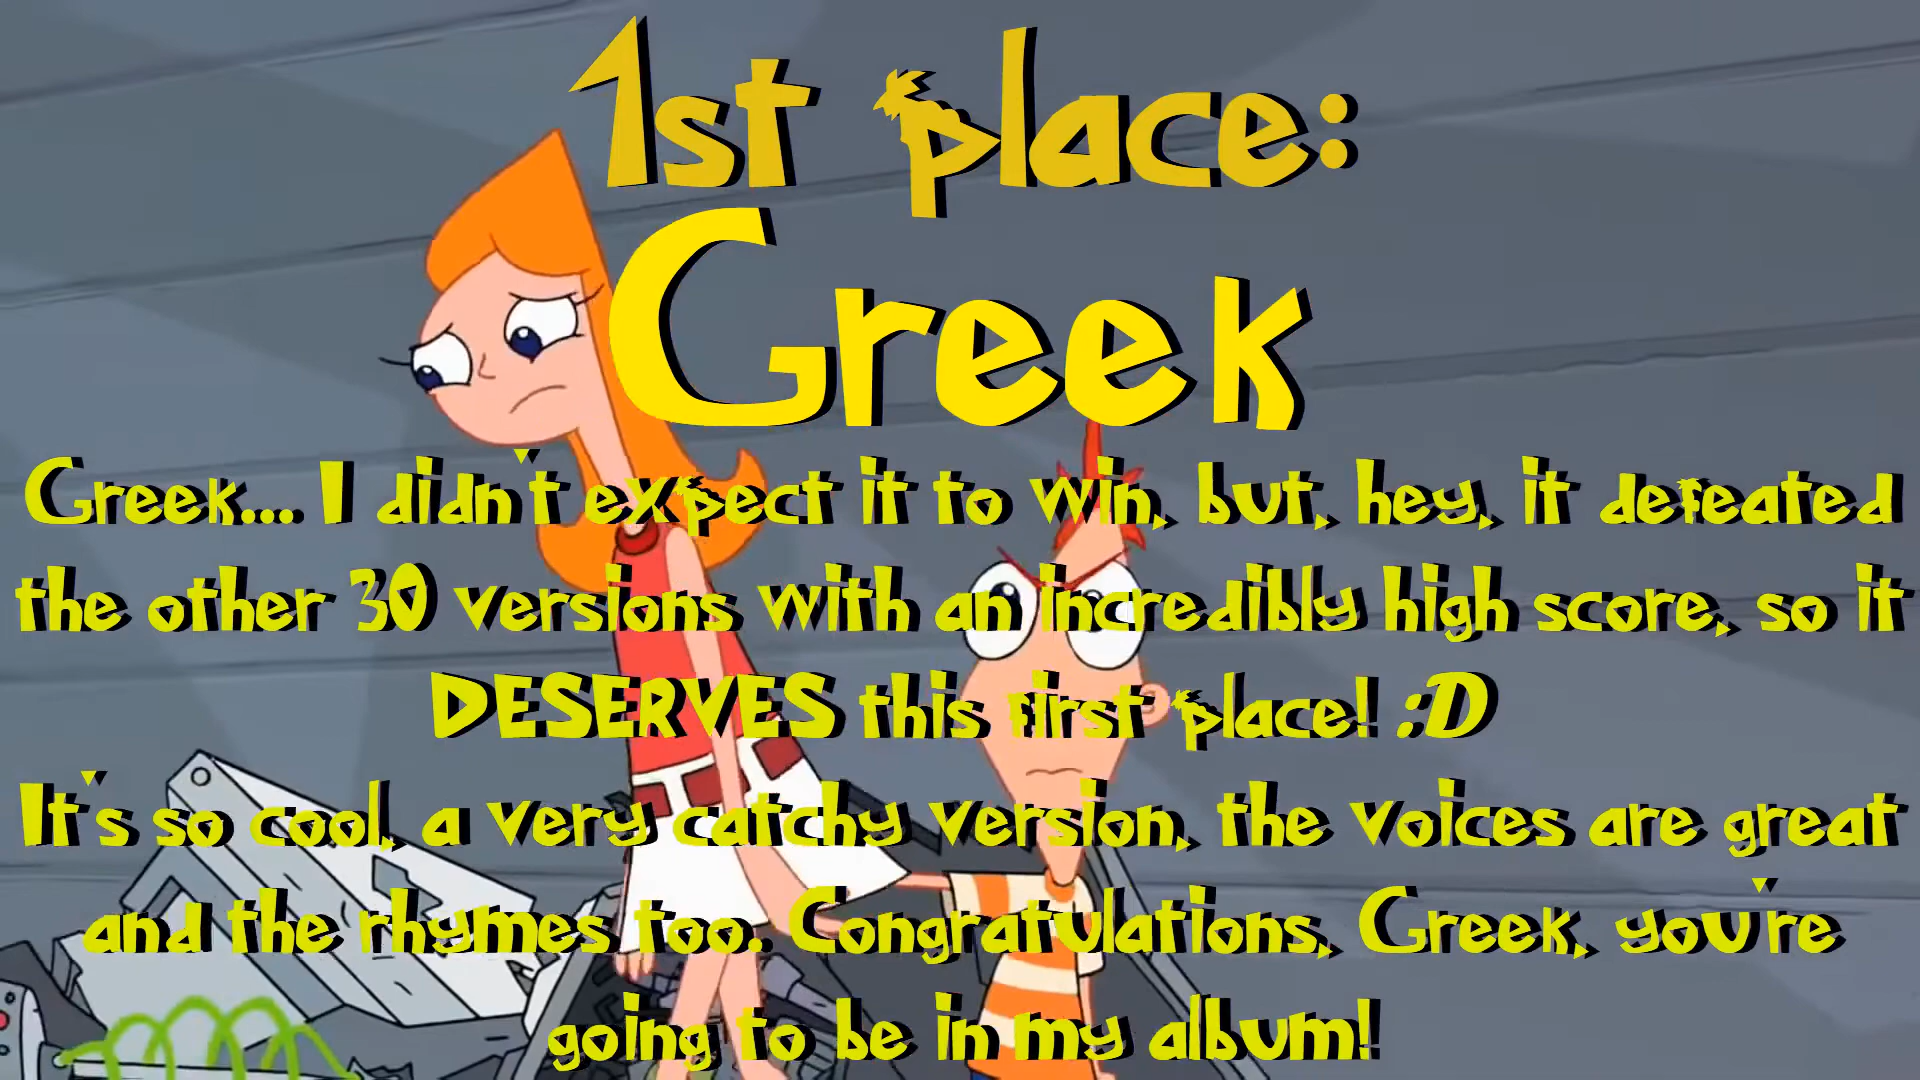 1st place:
Greek
Greek... I didn't expect it to win, but, hey, it defeated
the other 30 versions with an incredibly high score, so it
DESERVES this first place! :D
It's so cool, a very catchy version, the voices are great
and the rhymes too. Congratulations, Greek, you're
going to be in my album!